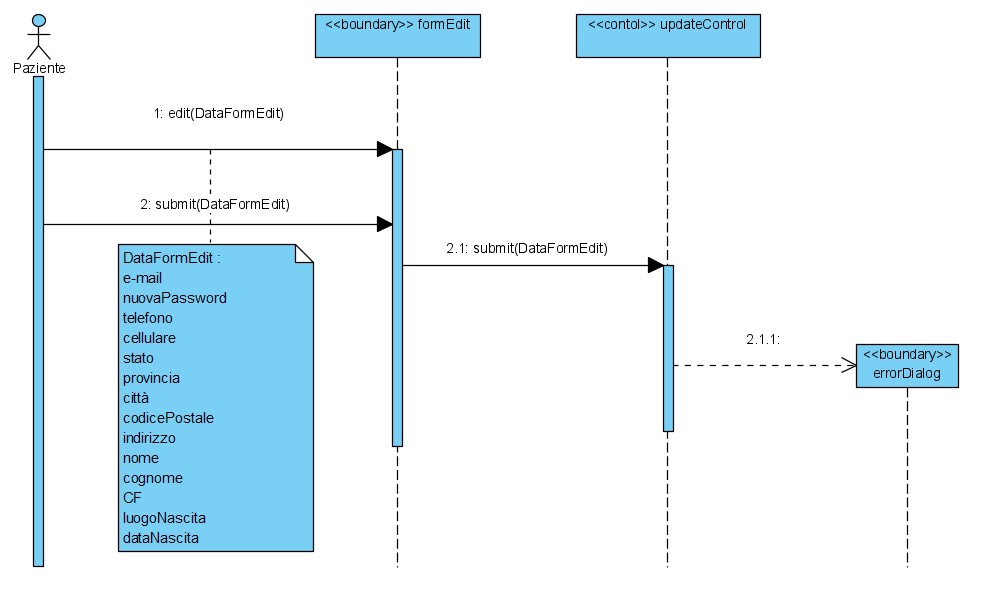 <<boundary>> formEdit
<<contol>> updateControl
Paziente
1: edit(DataFormEdit)
2: submit(DataFormEdit)
2.1: submit(DataFormEdit)
DataFormEdit :
e-mail
nuovaPassword
telefono
cellulare
stato
provincia
città
codicePostale
indirizzo
nome
cognome
CF
luogoNascita
dataNascita
2.1.1:
<<boundary>>
errorDialog